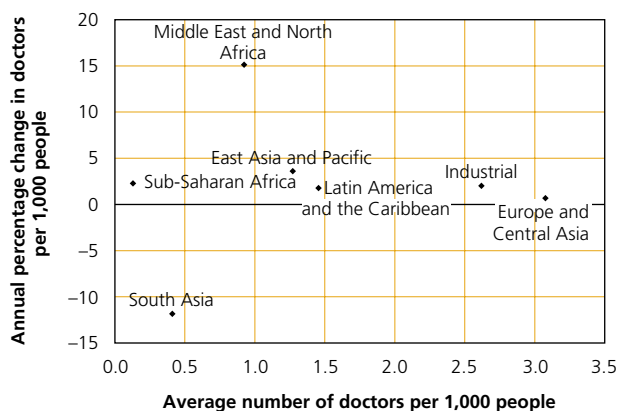 Annual percentage change in doctors
per 1,000 people
20
15
10
5
0
–5
–10
–15
Middle East and North
Africa
East Asia and Pacific
Sub-Saharan Africa
Latin America
and the Caribbean
Industrial
Europe and
Central Asia
South Asia
0.0 0.5 1.0 1.5 2.0 2.5 3.0 3.5
Average number of doctors per 1,000 people